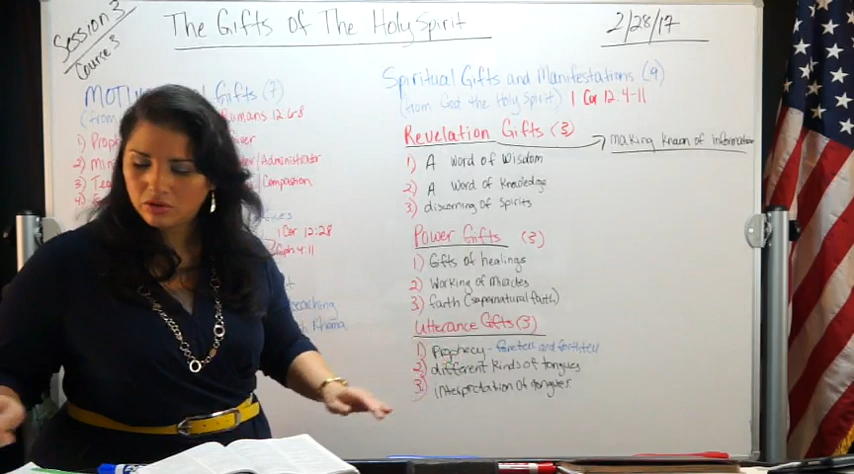 Session 3
Course 3
The Gifts of The Holy Spirit
2/28/17
Gifts (7)
(from
Romans 12:6-8
1) Prop
2) Min
/Administrator
3) Tea
/Compassion
4)
1 Cor 12:28
Eph 4:11
Spiritual Gifts and Manifestations (9)
(from God the Holy Spirit) 1 Cor 12:4-11
Revelation Gifts (3)
making known of information
1) A word of Wisdom
2) A word of Knowledge
3) discerning of Spirits
Power Gifts (3)
1) Gifts of healings
2) Working of Miracles
3) faith (supernatural faith)
Utterance Gifts (3)
1) Prophecy - foretell and forthtell
2) different kinds of tongues
3) interpretation of tongues